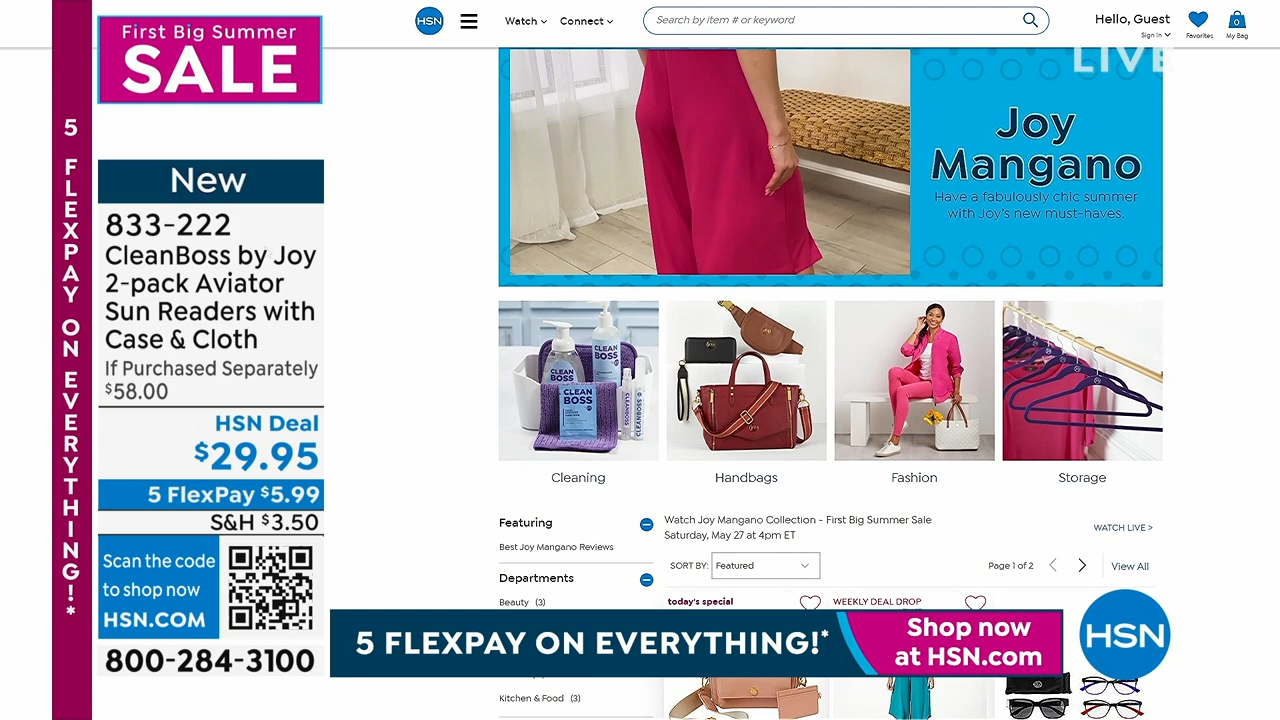 First Big Summer
SALE
5 FLEXPAY ON EVERYTHING!*
New
833-222
CleanBoss by Joy
2-pack Aviator
Sun Readers with
Case & Cloth
If Purchased Separately
$58.00
HSN Deal
$29.95
5 FlexPay $5.99
S&H $3.50
Scan the code
to shop now
HSN.COM
800-284-3100
HSN
Watch
Connect
Search by item # or keyword
Hello, Guest
Sign In
Favorites
0
My Bag
LIVE
Joy
Mangano
Have a fabulously chic summer
with Joy's new must-haves.
CLEAN
BOSS
CLEAN
BOSS
CLEAN
BOSS
CLEANBOSS
CLEANBOSS
Cleaning
Handbags
Fashion
Storage
Featuring
Best Joy Mangano Reviews
Departments
Beauty (3)
Kitchen & Food (3)
Watch Joy Mangano Collection - First Big Summer Sale
Saturday, May 27 at 4pm ET
WATCH LIVE >
SORT BY: Featured
Page 1 of 2
View All
today's special
WEEKLY DEAL DROP
5 FLEXPAY ON EVERYTHING!*
Shop now
at HSN.com
HSN